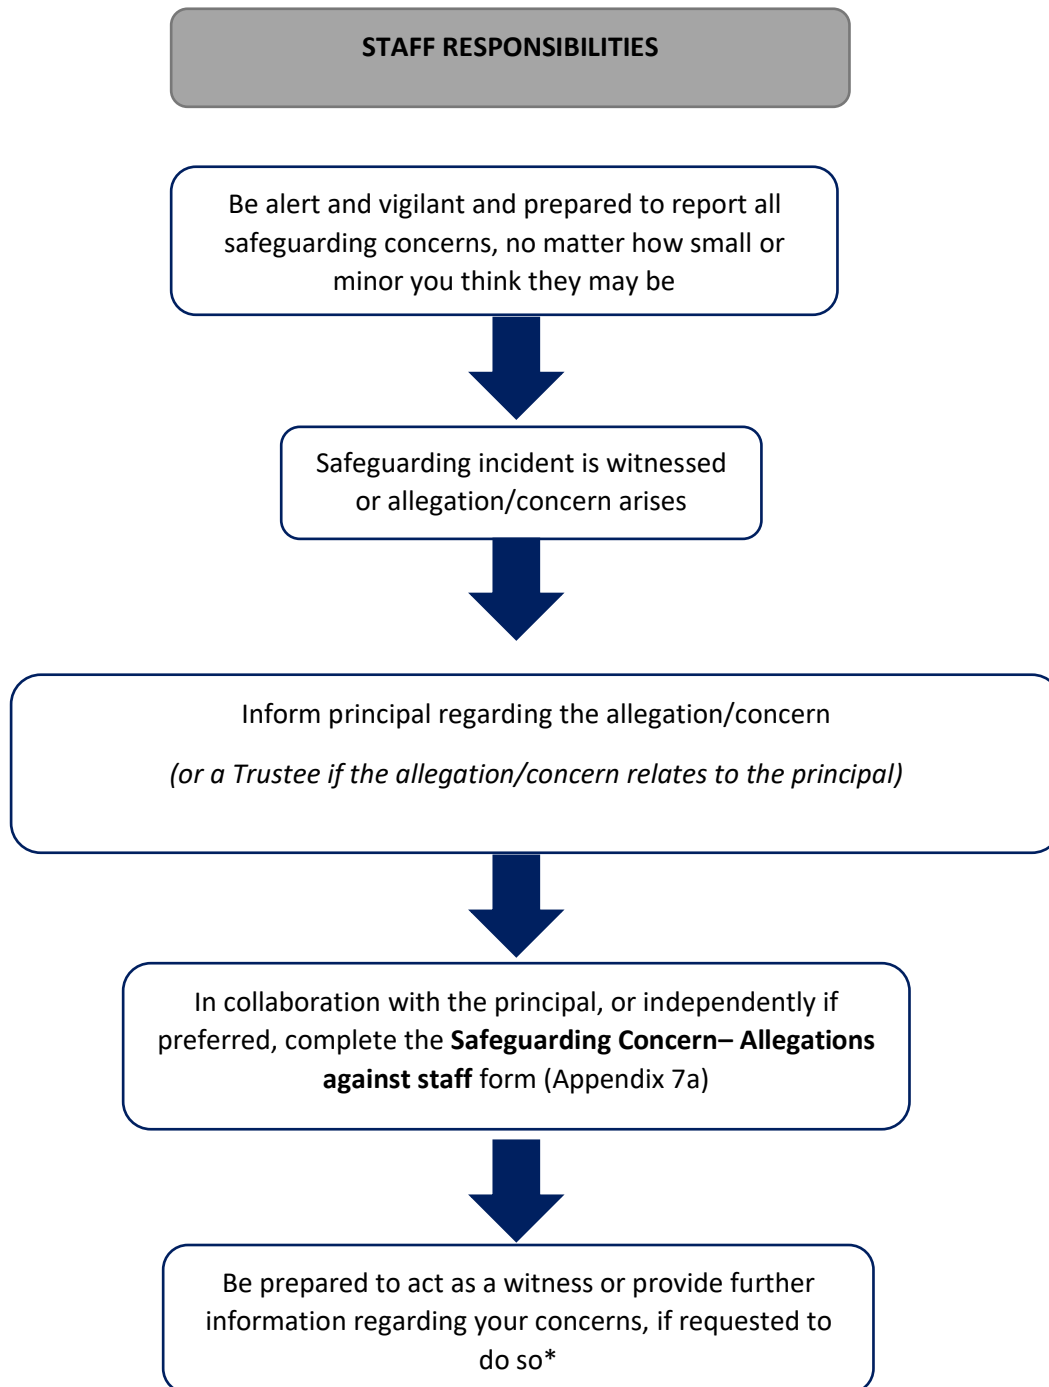 STAFF RESPONSIBILITIES
Be alert and vigilant and prepared to report all
safeguarding concerns, no matter how small or
minor you think they may be
Safeguarding incident is witnessed
or allegation/concern arises
Inform principal regarding the allegation/concern
(or a Trustee if the allegation/concern relates to the principal)
In collaboration with the principal, or independently if
preferred, complete the Safeguarding Concern– Allegations
against staff form (Appendix 7a)
Be prepared to act as a witness or provide further
information regarding your concerns, if requested to
do so*